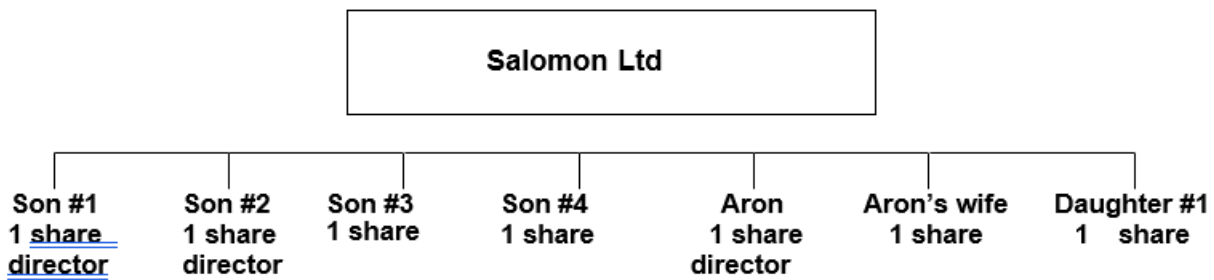 Salomon Ltd
Son #1
1 share
director
Son #2
1 share
director
Son #3
1 share
Son #4
1 share
Aron
1 share
director
Aron's wife
1 share
Daughter #1
1 share